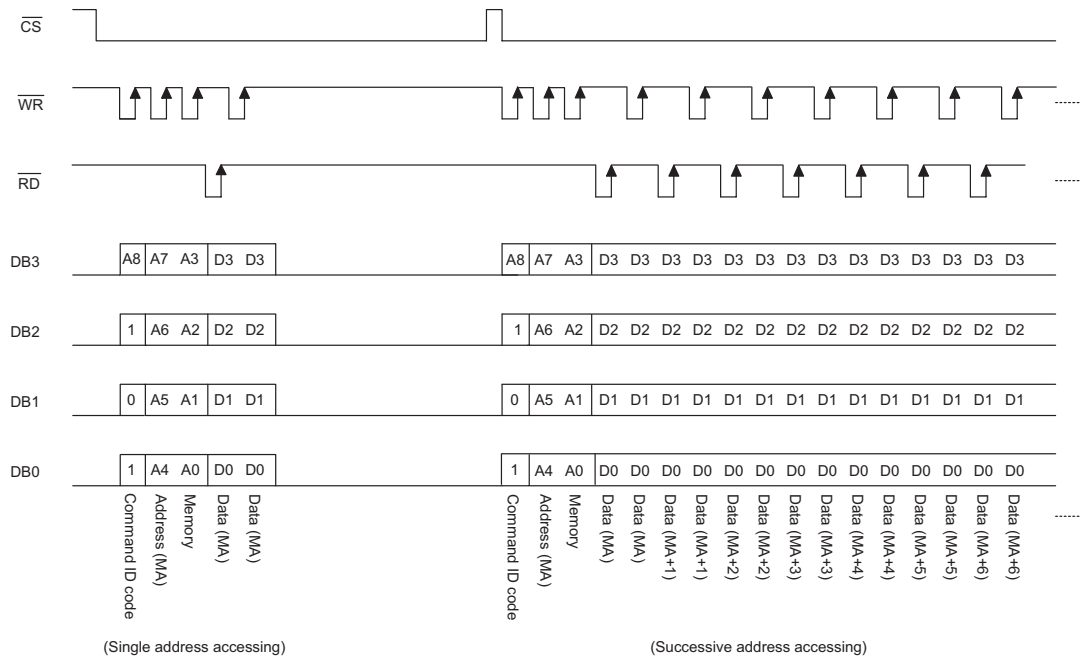 CS
WR
RD
DB3 A8 A7 A3 D3 D3 A8 A7 A3 D3 D3 D3 D3 D3 D3 D3 D3 D3 D3 D3 D3 D3 D3
DB2 1 A6 A2 D2 D2 1 A6 A2 D2 D2 D2 D2 D2 D2 D2 D2 D2 D2 D2 D2 D2 D2
DB1 0 A5 A1 D1 D1 0 A5 A1 D1 D1 D1 D1 D1 D1 D1 D1 D1 D1 D1 D1 D1 D1
DB0 1 A4 A0 D0 D0 1 A4 A0 D0 D0 D0 D0 D0 D0 D0 D0 D0 D0 D0 D0 D0 D0
Command ID code
Address (MA)
Memory
Data (MA)
Data (MA)
Command ID code
Address (MA)
Memory
Data (MA)
Data (MA)
Data (MA+1)
Data (MA+1)
Data (MA+2)
Data (MA+2)
Data (MA+3)
Data (MA+3)
Data (MA+4)
Data (MA+4)
Data (MA+5)
Data (MA+5)
Data (MA+6)
Data (MA+6)
(Single address accessing)
(Successive address accessing)